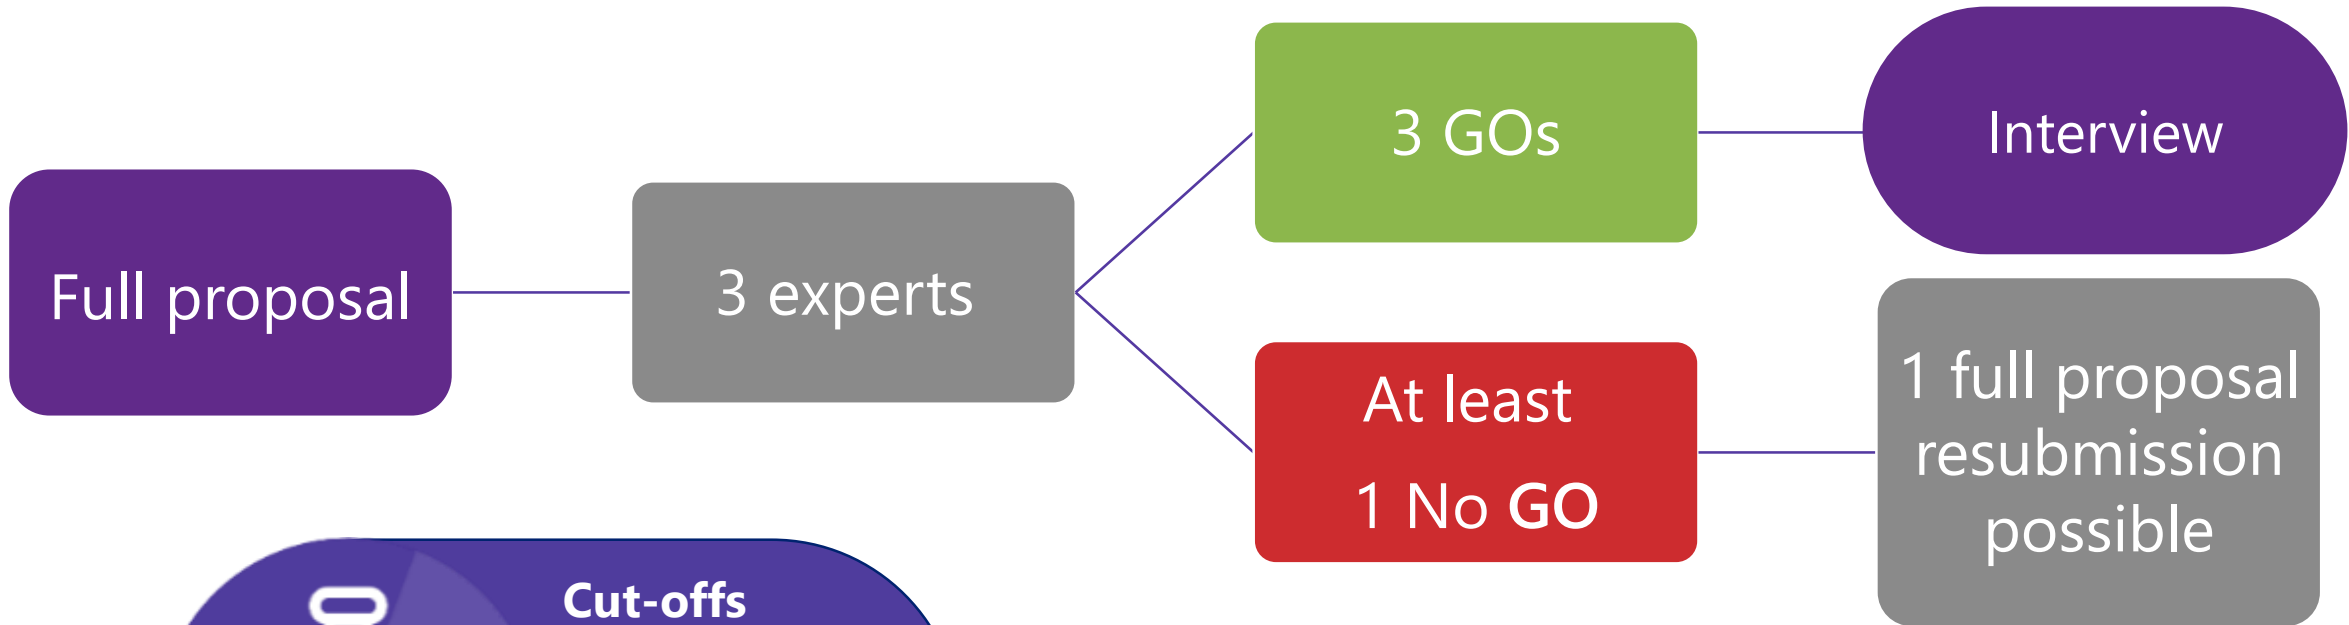 Full proposal
3 experts
3 GOs
Interview
At least
1 No GO
1 full proposal
resubmission
possible
Cut-offs